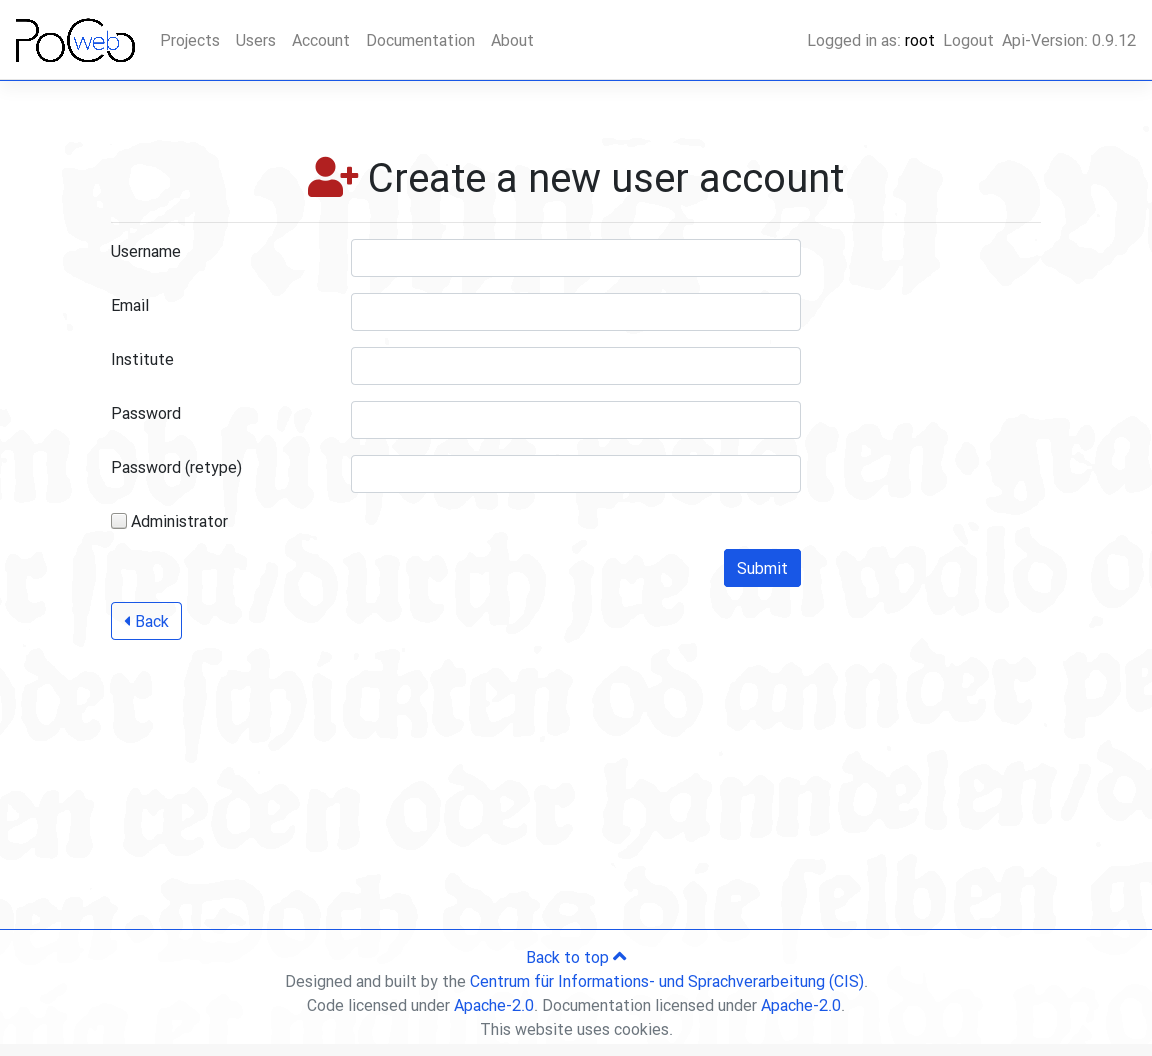 PoCoweb Projects Users Account Documentation About Logged in as: root Logout Api-Version: 0.9.12
Create a new user account
Username
Email
Institute
Password
Password (retype)
Administrator
Submit
Back
Back to top
Designed and built by the Centrum für Informations- und Sprachverarbeitung (CIS).
Code licensed under Apache-2.0. Documentation licensed under Apache-2.0.
This website uses cookies.